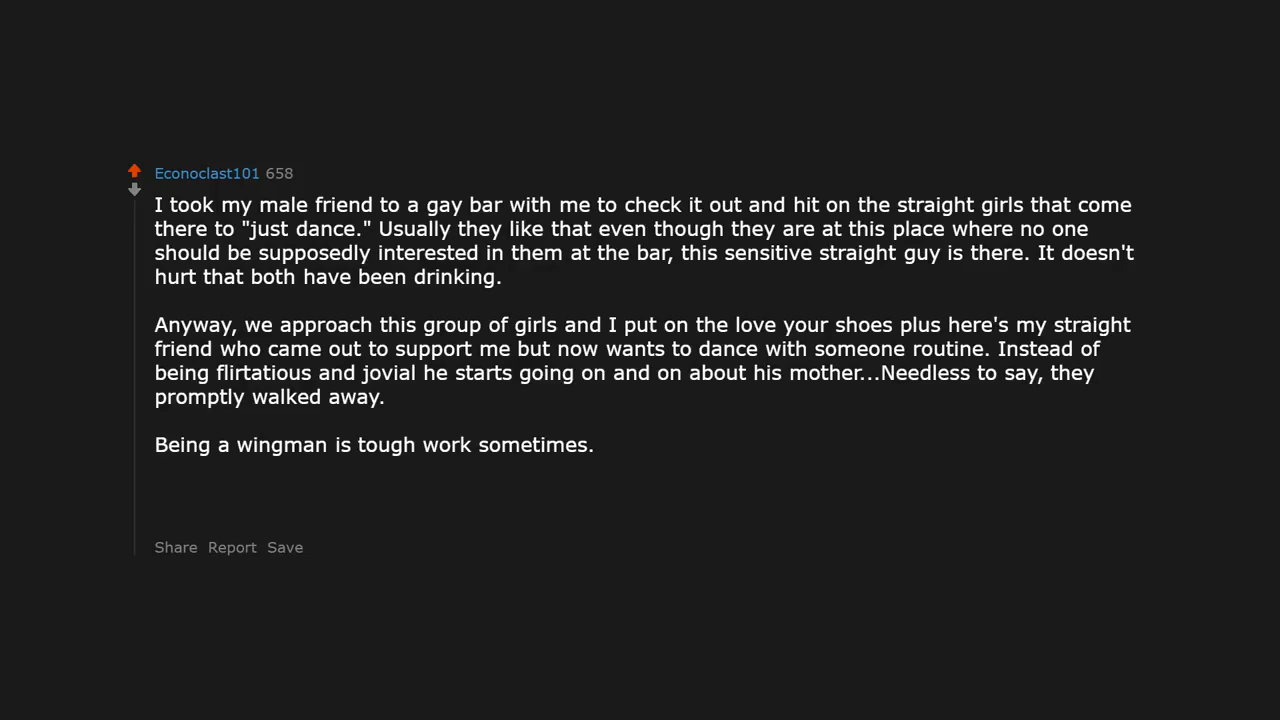 Econoclast101 658
I took my male friend to a gay bar with me to check it out and hit on the straight girls that come
there to "just dance." Usually they like that even though they are at this place where no one
should be supposedly interested in them at the bar, this sensitive straight guy is there. It doesn't
hurt that both have been drinking.
Anyway, we approach this group of girls and I put on the love your shoes plus here's my straight
friend who came out to support me but now wants to dance with someone routine. Instead of
being flirtatious and jovial he starts going on and on about his mother...Needless to say, they
promptly walked away.
Being a wingman is tough work sometimes.
Share Report Save